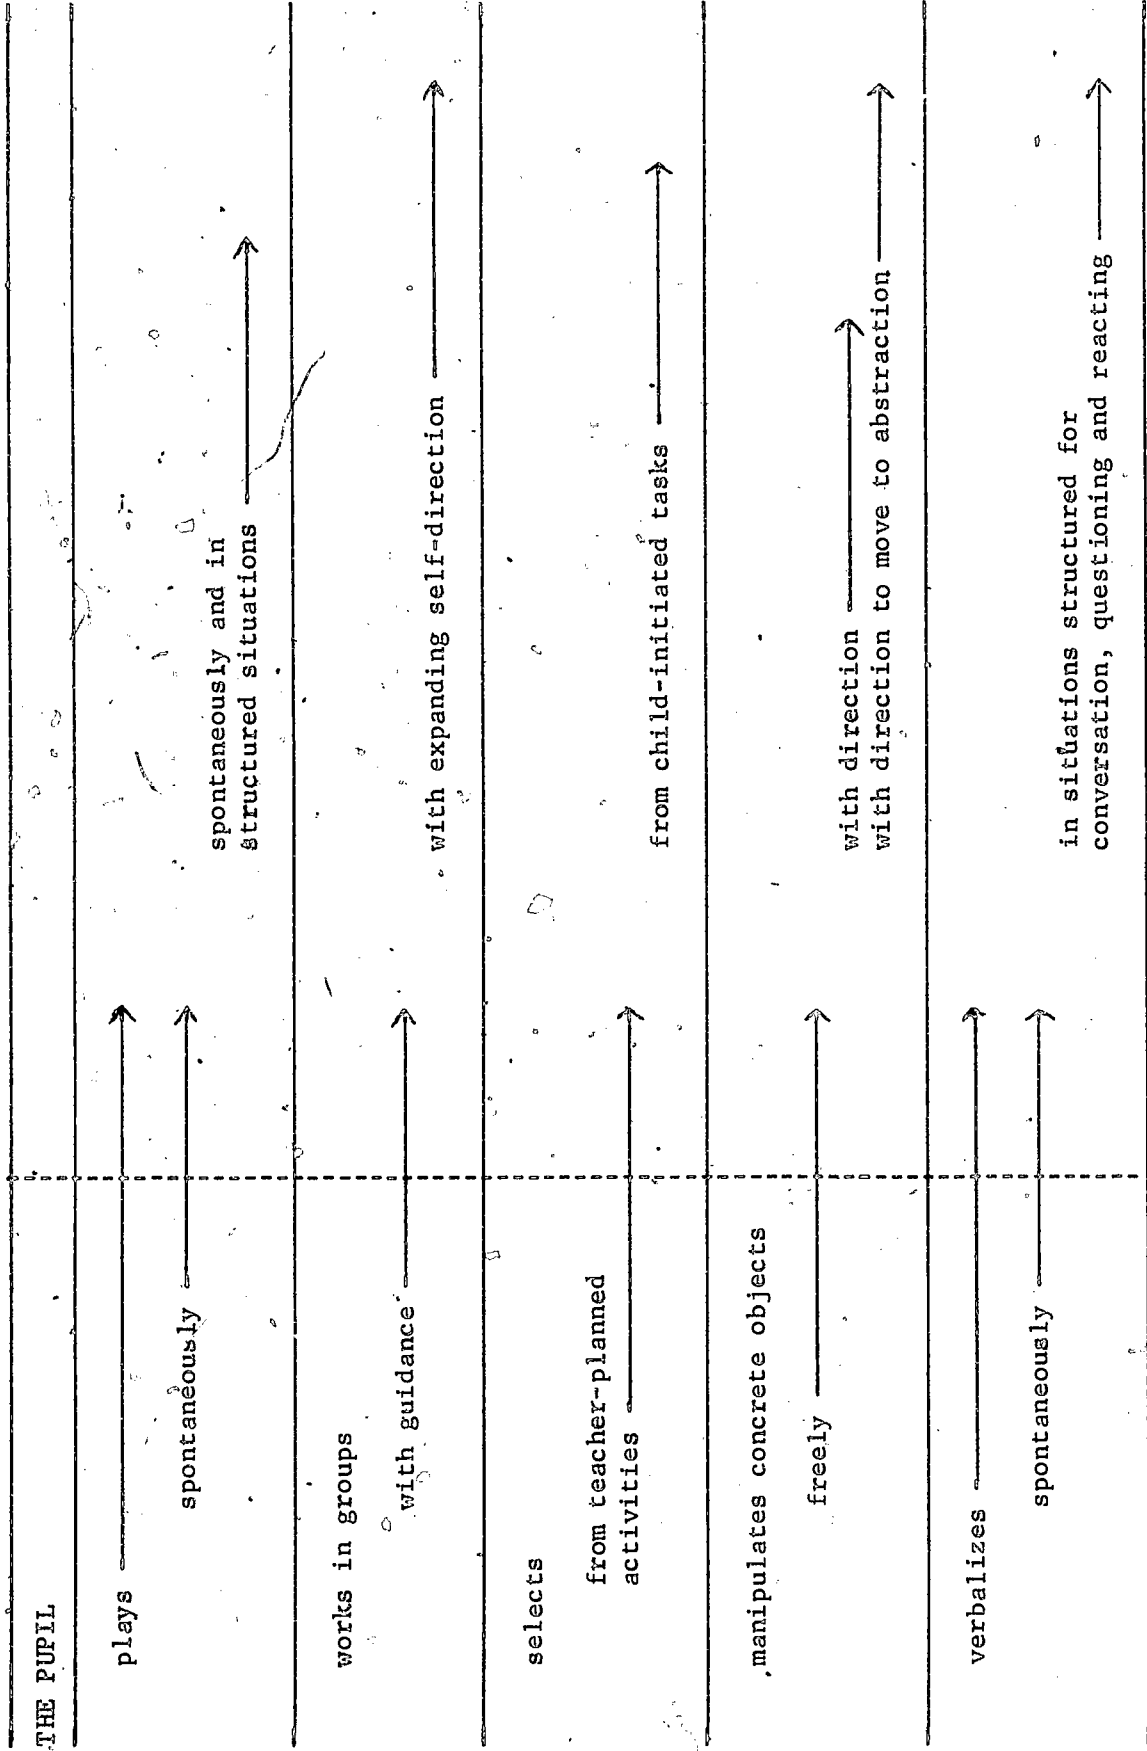 THE PUPIL
plays
spontaneously
spontaneously and in
structured situations
works in groups
with guidance
with expanding self-direction
selects
from teacher-planned
activities
from child-initiated tasks
manipulates concrete objects
freely
with direction
with direction to move to abstraction
verbalizes
spontaneously
in situations structured for
conversation, questioning and reacting